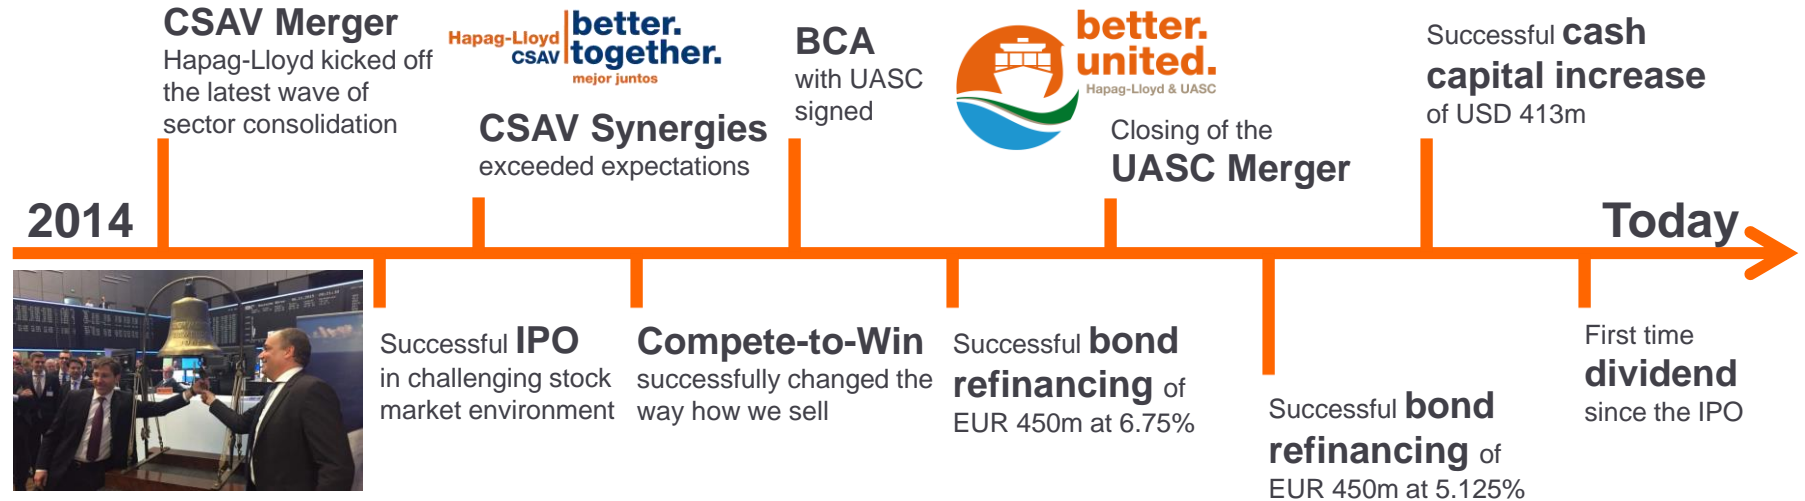 CSAV Merger
Hapag-Lloyd kicked off
the latest wave of
sector consolidation
Hapag-Lloyd
CSAV
better.
together.
mejor juntos
CSAV Synergies
exceeded expectations
BCA
with UASC
signed
better.
united.
Hapag-Lloyd & UASC
Closing of the
UASC Merger
Successful cash
capital increase
of USD 413m
2014
Today
Successful IPO
in challenging stock
market environment
Compete-to-Win
successfully changed the
way how we sell
Successful bond
refinancing of
EUR 450m at 6.75%
Successful bond
refinancing of
EUR 450m at 5.125%
First time
dividend
since the IPO